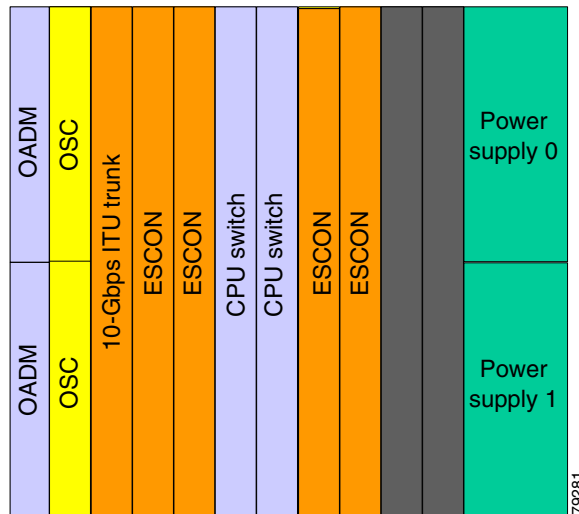 OADM
OSC
10-Gbps ITU trunk
ESCON
ESCON
CPU switch
CPU switch
ESCON
ESCON
Power
supply 0
OADM
OSC
Power
supply 1
79281